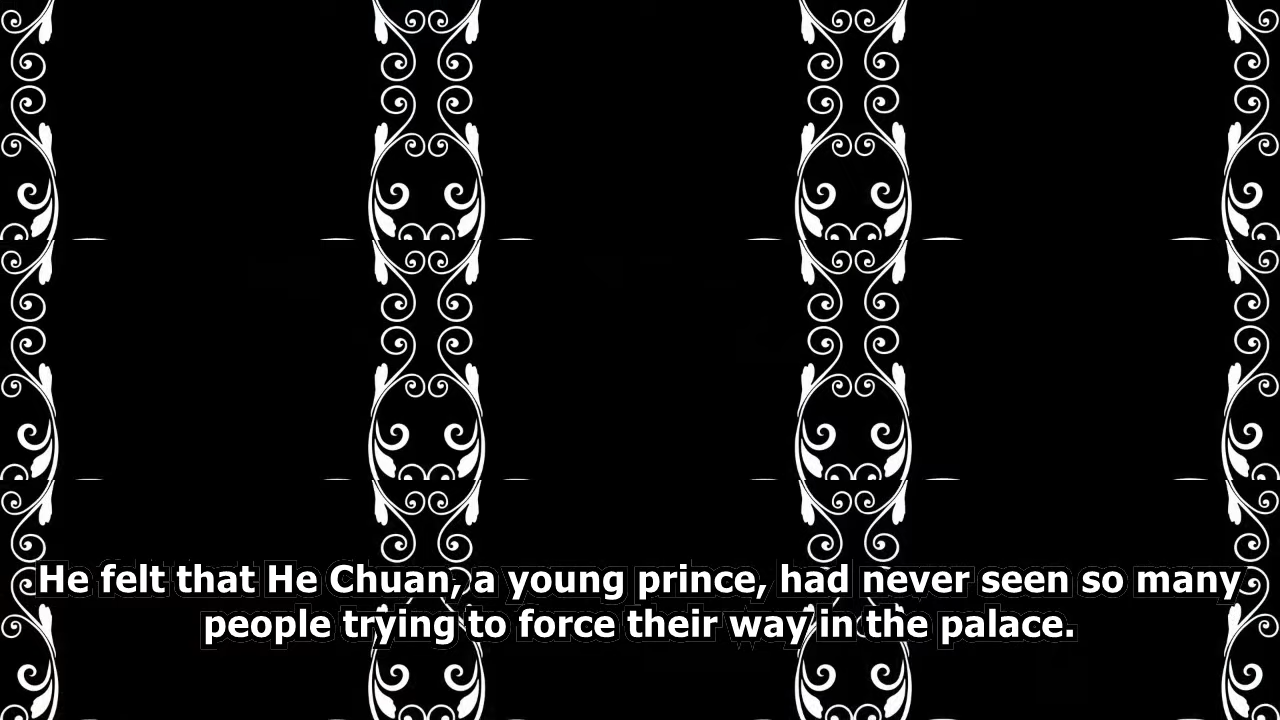 He felt that He Chuan, a young prince, had never seen so many
people trying to force their way in the palace.